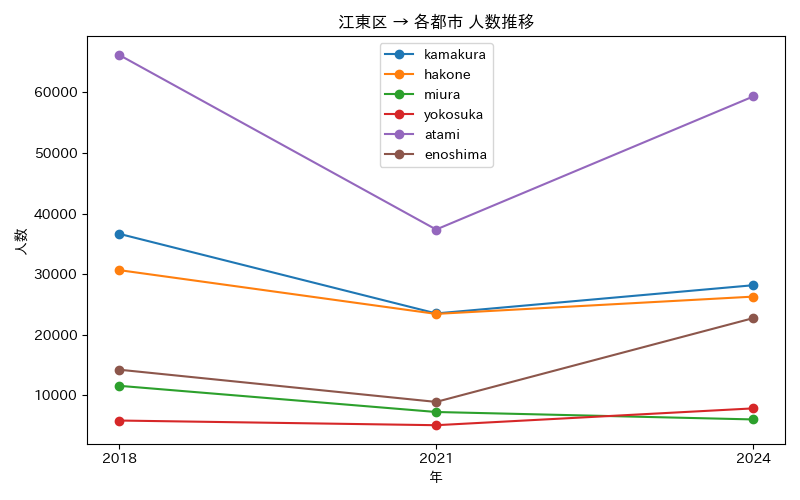 江東区 → 各都市 人数推移
kamakura
hakone
miura
yokosuka
atami
enoshima
人数
60000
50000
40000
30000
20000
10000
2018
2021
2024
年